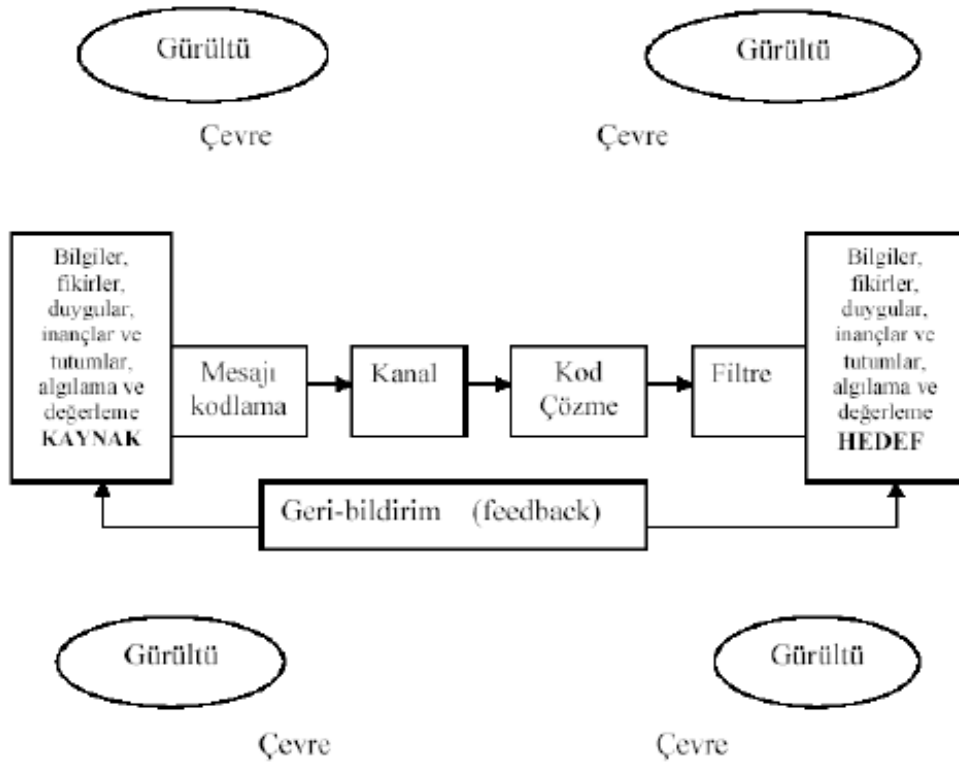 Gürültü
Gürültü
Çevre
Çevre
Bilgiler,
fikirler,
duygular,
inançlar ve
tutumlar,
algılama ve
değerleme
KAYNAK
Mesajı
kodlama
Kanal
Kod
Çözme
Filtre
Bilgiler,
fikirler,
duygular,
inançlar ve
tutumlar,
algılama ve
değerleme
HEDEF
Geri-bildirim (feedback)
Gürültü
Gürültü
Çevre
Çevre